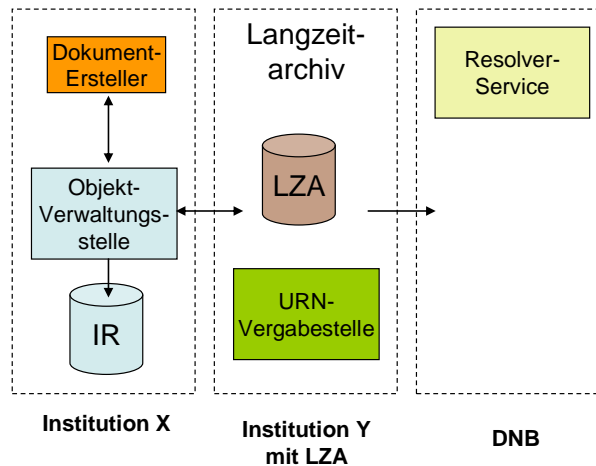 Dokument-
Ersteller
Objekt-
Verwaltungs-
stelle
IR
Institution X
Langzeit-
archiv
LZA
URN-
Vergabestelle
Institution Y
mit LZA
Resolver-
Service
DNB